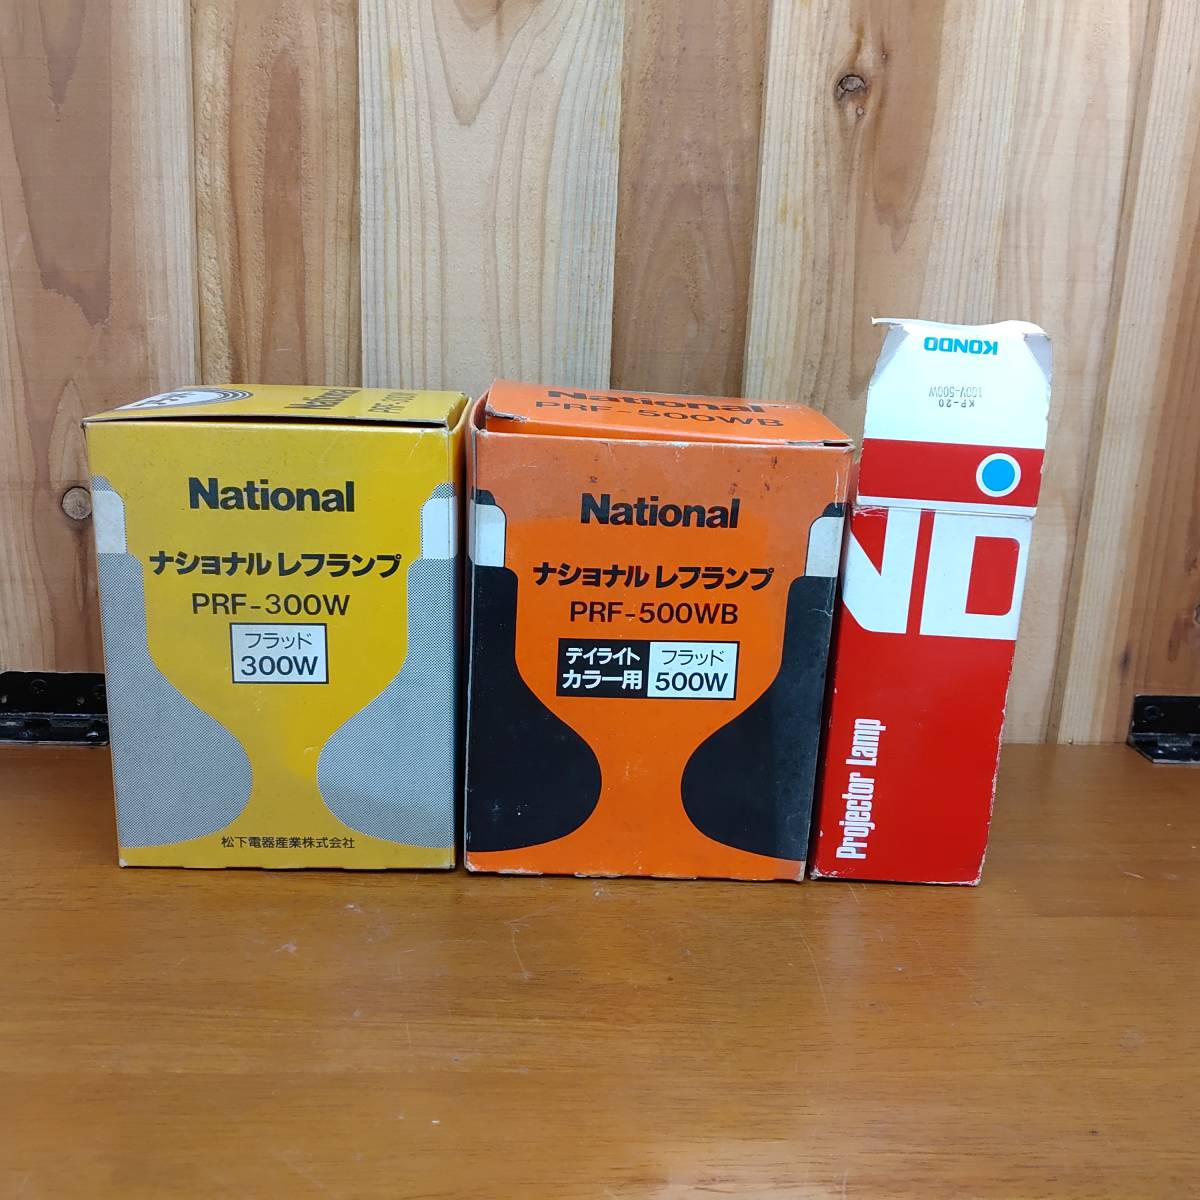 National
PRF-300W
National
ナショナル レフランプ
PRF-300W
フラッド
300W
松下電器産業株式会社
National
PRF-500WB
National
ナショナル レフランプ
PRF-500WB
デイライト
カラー用
フラッド
500W
KONDO
KP-20
100V-500W
ND
Projector Lamp